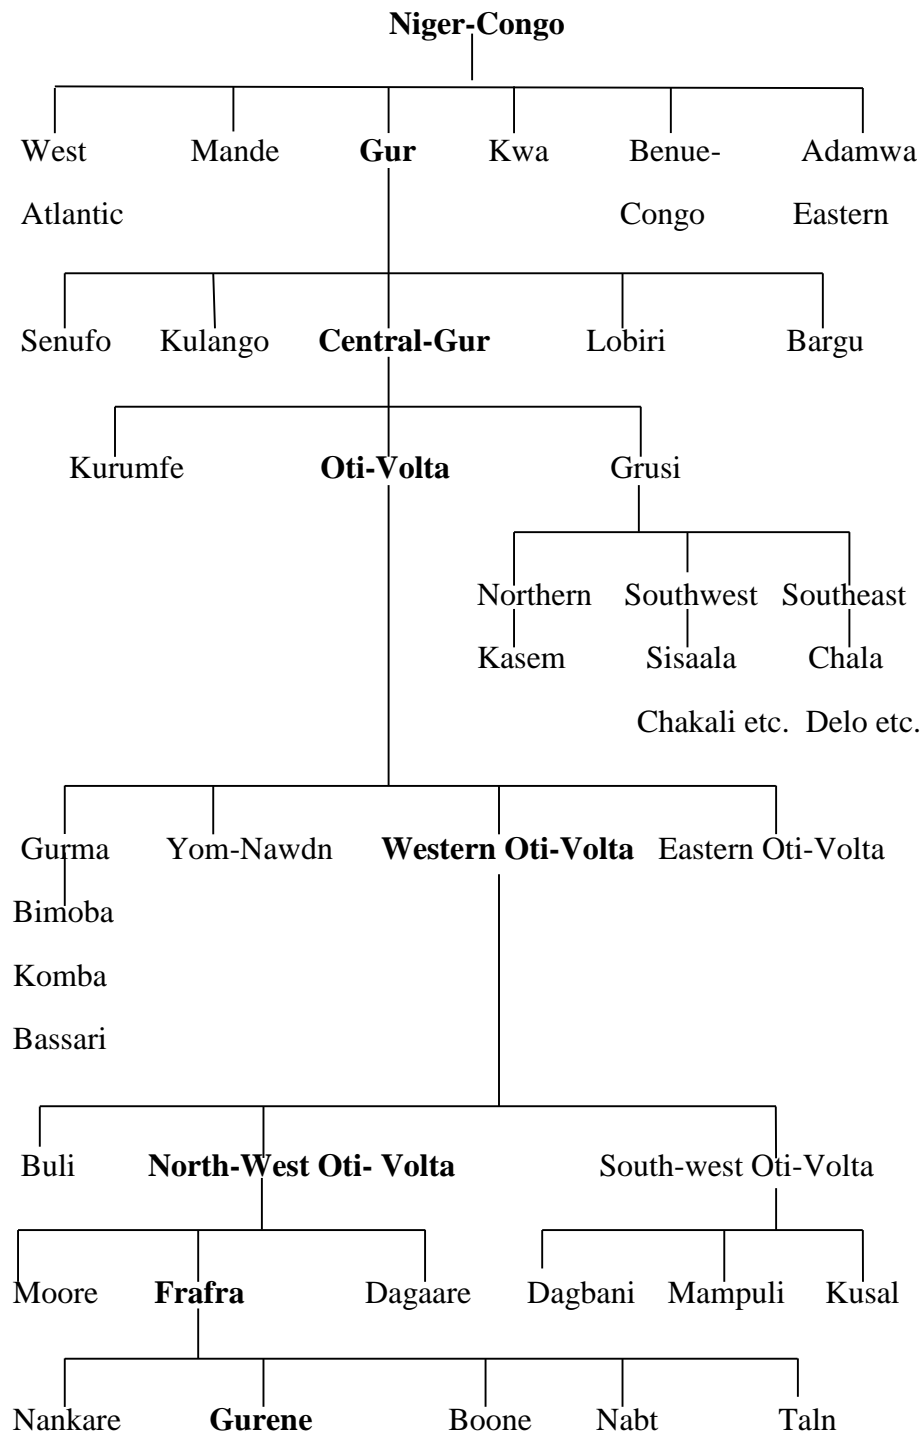 Niger-Congo
West Mande Gur Kwa Benue- Adamwa
Atlantic Congo Eastern
Senufo Kulango Central-Gur Lobiri Bargu
Kurumfe Oti-Volta Grusi
Northern Southwest Southeast
Kasem Sisaala Chala
Chakali etc. Delo etc.
Gurma Yom-Nawdn Western Oti-Volta Eastern Oti-Volta
Bimoba
Komba
Bassari
Buli North-West Oti- Volta South-west Oti-Volta
Moore Frafra Dagaare Dagbani Mampuli Kusal
Nankare Gurene Boone Nabt Taln